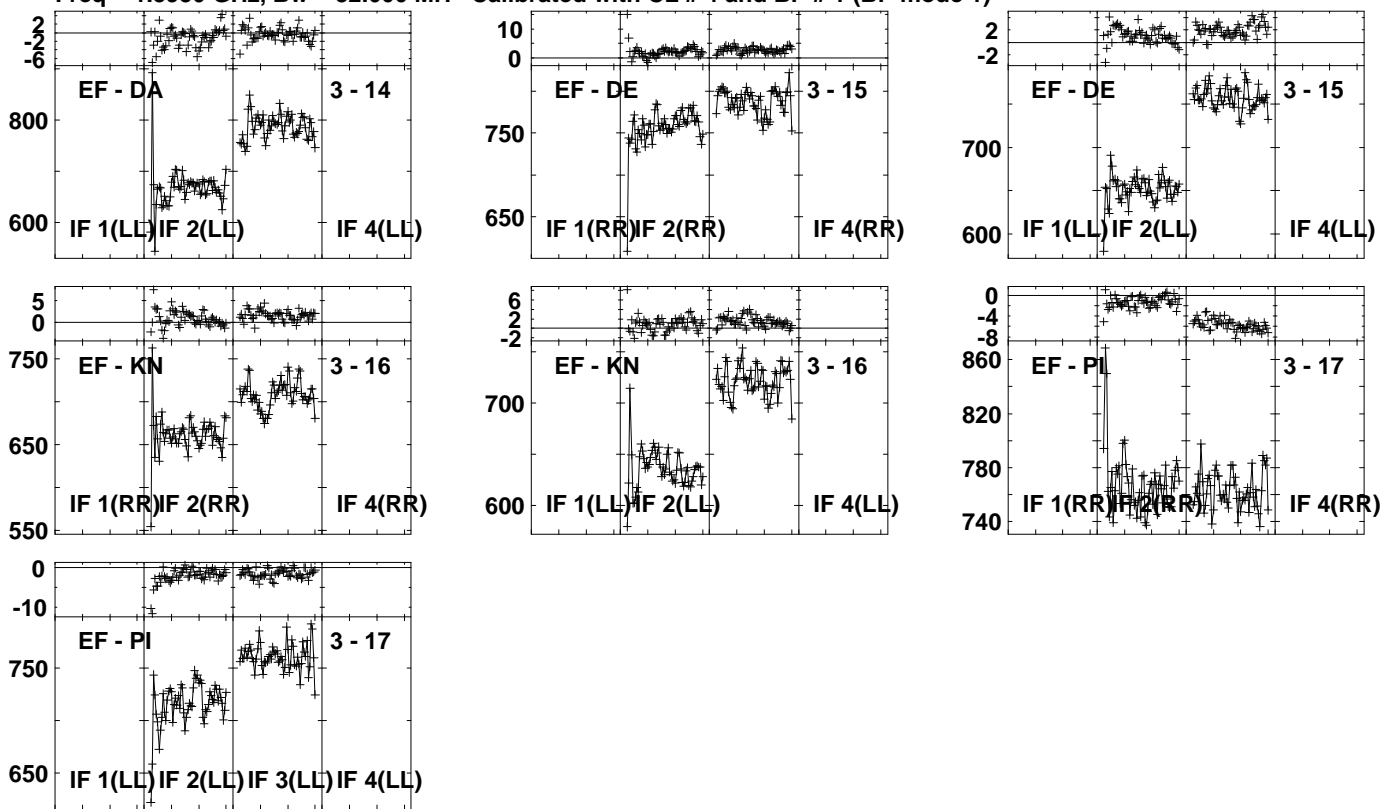 Freq GHz, Bw 32.000 MH Calibrated with CL # and BP # (BP mode 1)
2
-2
-6
EF - DA
3 - 14
800
600
IF 1(LL)
IF 2(LL)
IF 4(LL)
10
0
EF - DE
3 - 15
750
650
IF 1(RR)
IF 2(RR)
IF 4(RR)
2
-2
EF - DE
3 - 15
700
600
IF 1(LL)
IF 2(LL)
IF 4(LL)
5
0
750
EF - KN
3 - 16
650
550
IF 1(RR)
IF 2(RR)
IF 4(RR)
6
2
-2
EF - KN
3 - 16
700
600
IF 1(LL)
IF 2(LL)
IF 4(LL)
0
-4
-8
860
EF - PI
3 - 17
820
780
740
IF 1(RR)
IF 2(RR)
IF 4(RR)
0
-10
EF - PI
3 - 17
750
650
IF 1(LL)
IF 2(LL)
IF 3(LL)
IF 4(LL)